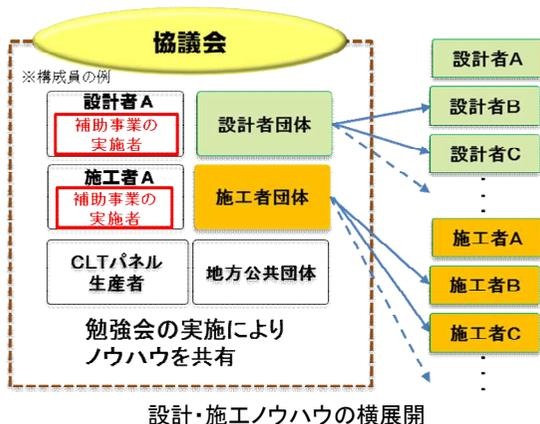 協議会
※構成員の例
設計者A
補助事業の
実施者
設計者団体
施工者A
補助事業の
実施者
施工者団体
CLTパネル
生産者
地方公共団体
勉強会の実施により
ノウハウを共有
設計者A
設計者B
設計者C
施工者A
施工者B
施工者C
設計・施工ノウハウの横展開